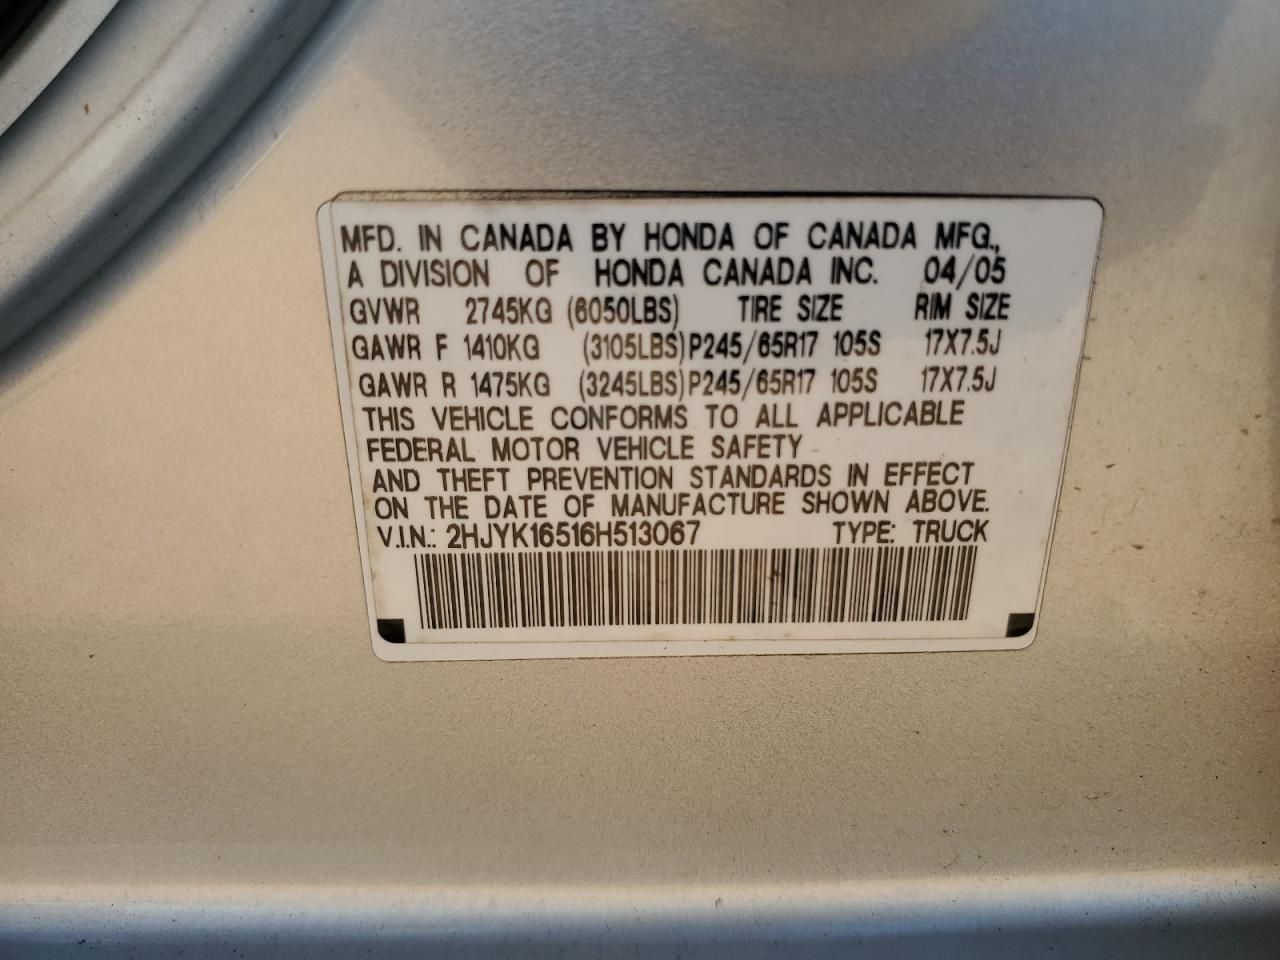 MFD. IN CANADA BY HONDA OF CANADA MFG.,
A DIVISION OF HONDA CANADA INC. 04/05
GVWR 2745KG (6050LBS) TIRE SIZE RIM SIZE
GAWR F 1410KG (3105LBS) P245/65R17 105S 17X7.5J
GAWR R 1475KG (3245LBS) P245/65R17 105S 17X7.5J
THIS VEHICLE CONFORMS TO ALL APPLICABLE
FEDERAL MOTOR VEHICLE SAFETY
AND THEFT PREVENTION STANDARDS IN EFFECT
ON THE DATE OF MANUFACTURE SHOWN ABOVE.
V.I.N.: 2HJYK16516H513067 TYPE: TRUCK